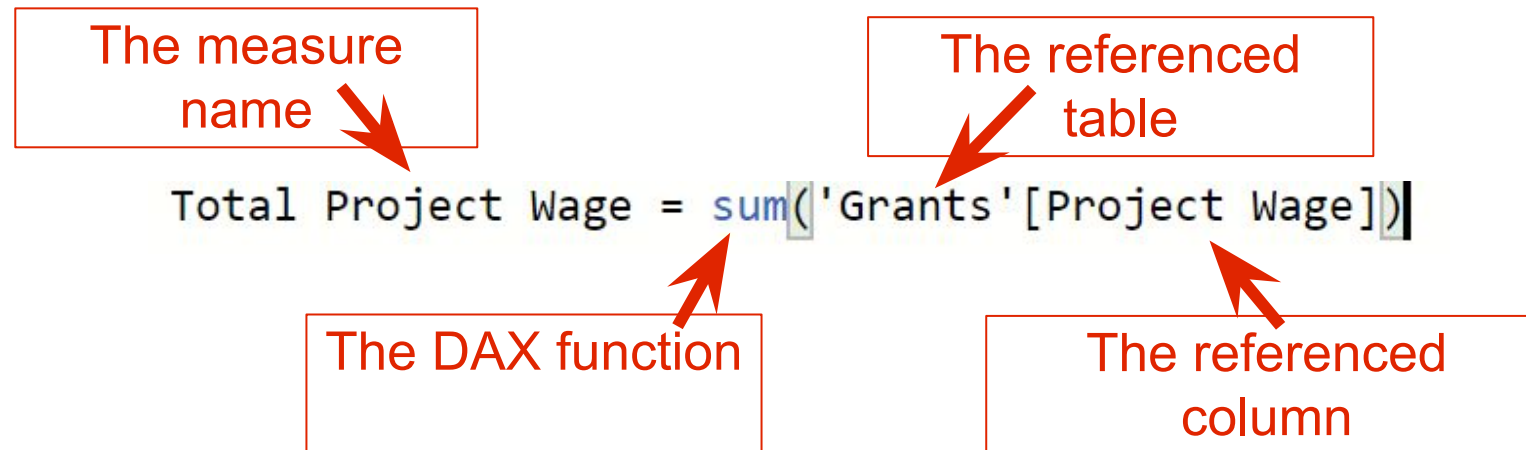 The measure
name
The referenced
table
Total Project Wage = sum('Grants'[Project Wage])
The DAX function
The referenced
column